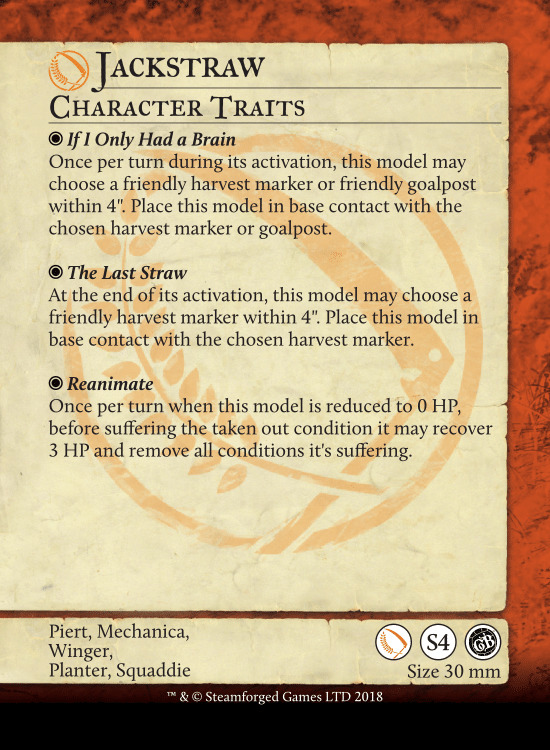 Jackstraw
Character Traits
◉ If I Only Had a Brain
Once per turn during its activation, this model may
choose a friendly harvest marker or friendly goalpost
within 4". Place this model in base contact with the
chosen harvest marker or goalpost.
◉ The Last Straw
At the end of its activation, this model may choose a
friendly harvest marker within 4". Place this model in
base contact with the chosen harvest marker.
◉ Reanimate
Once per turn when this model is reduced to 0 HP,
before suffering the taken out condition it may recover
3 HP and remove all conditions it's suffering.
Piert, Mechanica,
Winger,
Planter, Squaddie
S4
GB
Size 30 mm
™ & © Steamforged Games LTD 2018